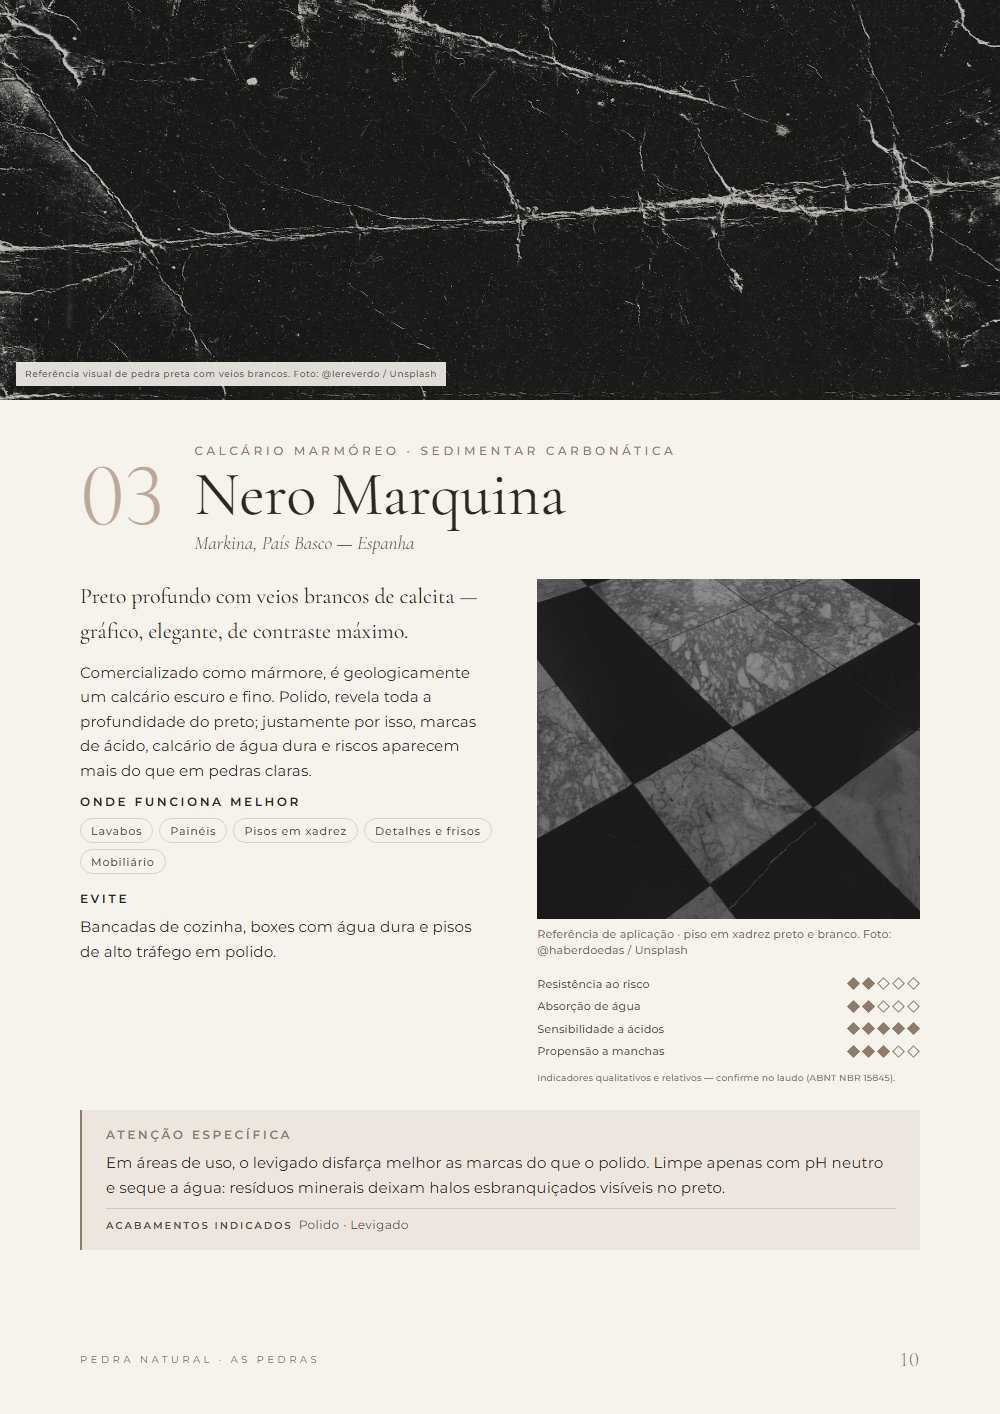 Referência visual de pedra preta com veios brancos. Foto: @lereverdo / Unsplash
CALCÁRIO MARMÓREO · SEDIMENTAR CARBONÁTICA
03
Nero Marquina
Markina, País Basco — Espanha
Preto profundo com veios brancos de calcita —
gráfico, elegante, de contraste máximo.
Comercializado como mármore, é geologicamente
um calcário escuro e fino. Polido, revela toda a
profundidade do preto; justamente por isso, marcas
de ácido, calcário de água dura e riscos aparecem
mais do que em pedras claras.
ONDE FUNCIONA MELHOR
Lavabos Painéis Pisos em xadrez Detalhes e frisos
Mobiliário
EVITE
Bancadas de cozinha, boxes com água dura e pisos
de alto tráfego em polido.
Referência de aplicação · piso em xadrez preto e branco. Foto:
@haberdoedas / Unsplash
Resistência ao risco
Absorção de água
Sensibilidade a ácidos
Propensão a manchas
Indicadores qualitativos e relativos — confirme no laudo (ABNT NBR 15845).
ATENÇÃO ESPECÍFICA
Em áreas de uso, o levigado disfarça melhor as marcas do que o polido. Limpe apenas com pH neutro
e seque a água: resíduos minerais deixam halos esbranquiçados visíveis no preto.
ACABAMENTOS INDICADOS Polido · Levigado
PEDRA NATURAL · AS PEDRAS
10